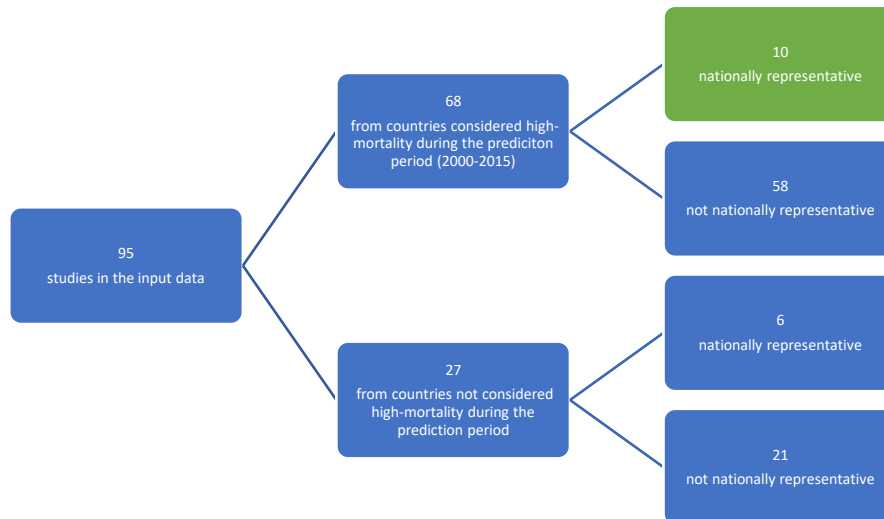 95
studies in the input data
68
from countries considered high-
mortality during the prediciton
period (2000-2015)
27
from countries not considered
high-mortality during the
prediction period
10
nationally representative
58
not nationally representative
6
nationally representative
21
not nationally representative